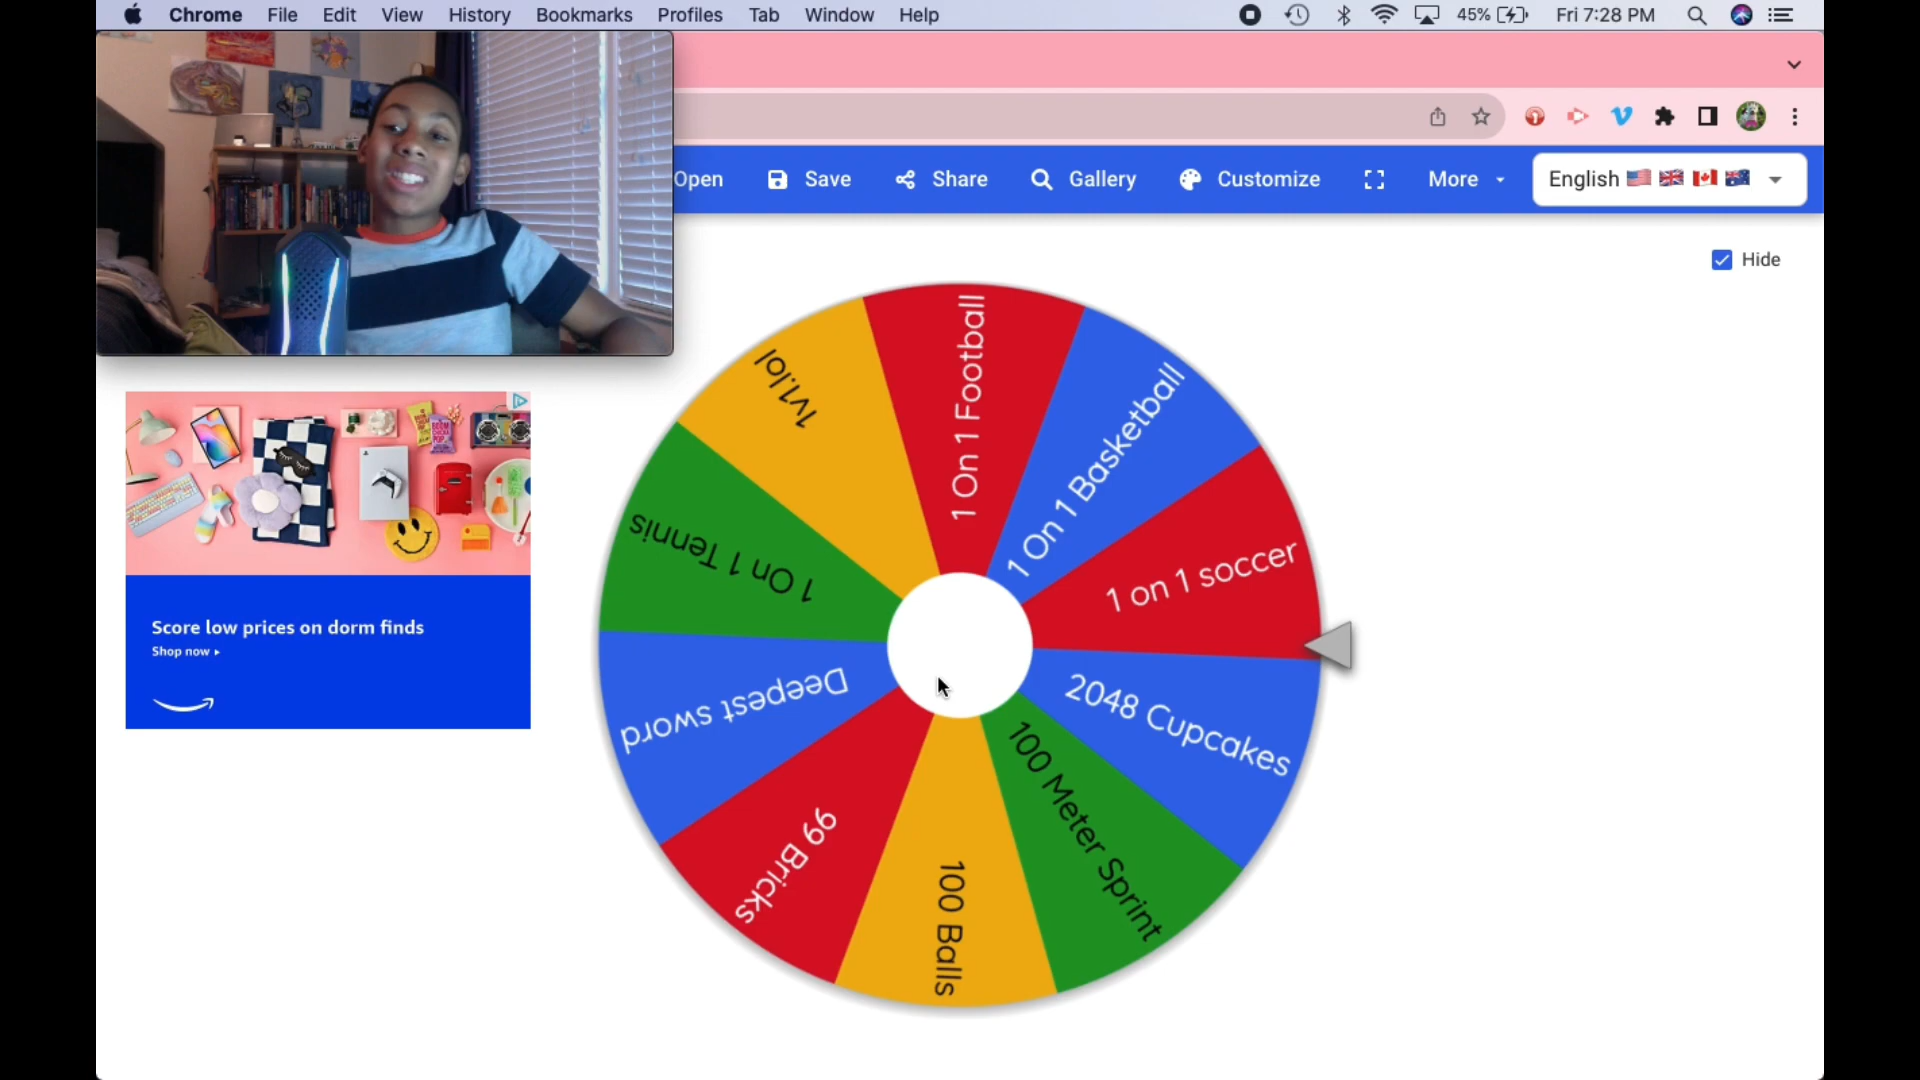 Chrome File Edit View History Bookmarks Profiles Tab Window Help 45% Fri 7:28 PM
Open Save Share Gallery Customize More English
Hide
1 On 1 Football
1 On 1 Basketball
1 on 1 soccer
2048 Cupcakes
100 Meter Sprint
100 Balls
99 Bricks
Deepest sword
1 On 1 Tennis
1v1.lol
Score low prices on dorm finds
Shop now